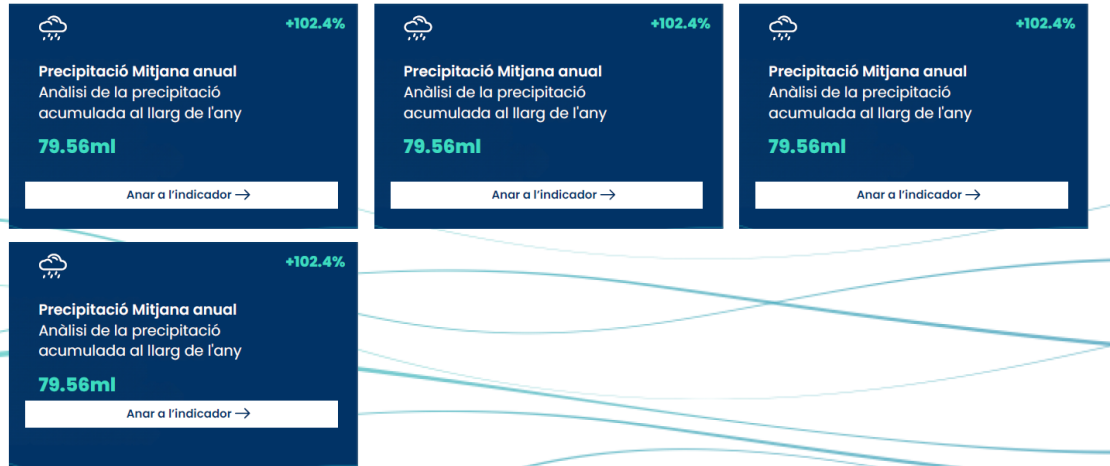 +102.4%
Precipitació Mitjana anual
Anàlisi de la precipitació
acumulada al llarg de l'any
79.56ml
Anar a l’indicador →
+102.4%
Precipitació Mitjana anual
Anàlisi de la precipitació
acumulada al llarg de l'any
79.56ml
Anar a l’indicador →
+102.4%
Precipitació Mitjana anual
Anàlisi de la precipitació
acumulada al llarg de l'any
79.56ml
Anar a l’indicador →
+102.4%
Precipitació Mitjana anual
Anàlisi de la precipitació
acumulada al llarg de l'any
79.56ml
Anar a l’indicador →